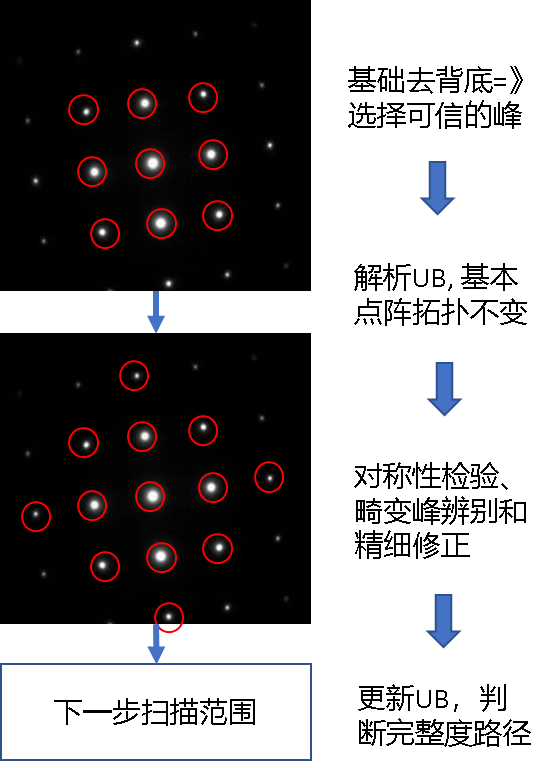 基础去背底=》
选择可信的峰
解析UB, 基本
点阵拓扑不变
对称性检验、
畸变峰辨别和
精细修正
下一步扫描范围
更新UB，判
断完整度路径